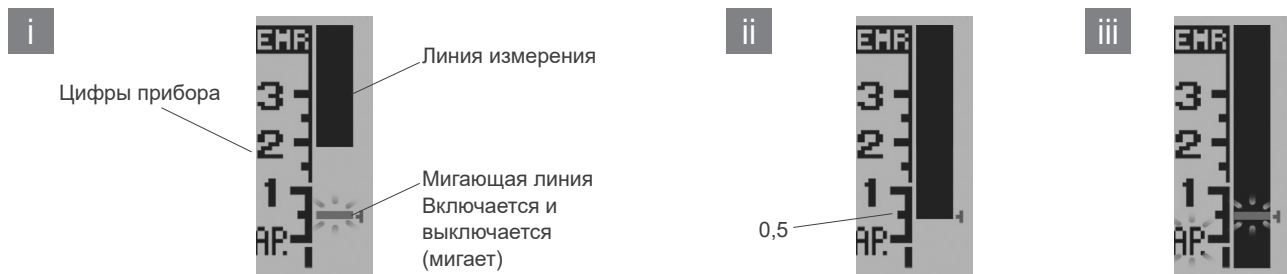 i
EMR
3
2
1
AP.
Цифры прибора
Линия измерения
Мигающая линия
Включается и
выключается
(мигает)
ii
EMR
3
2
1
AP.
0,5
iii
EMR
3
2
1
AP.